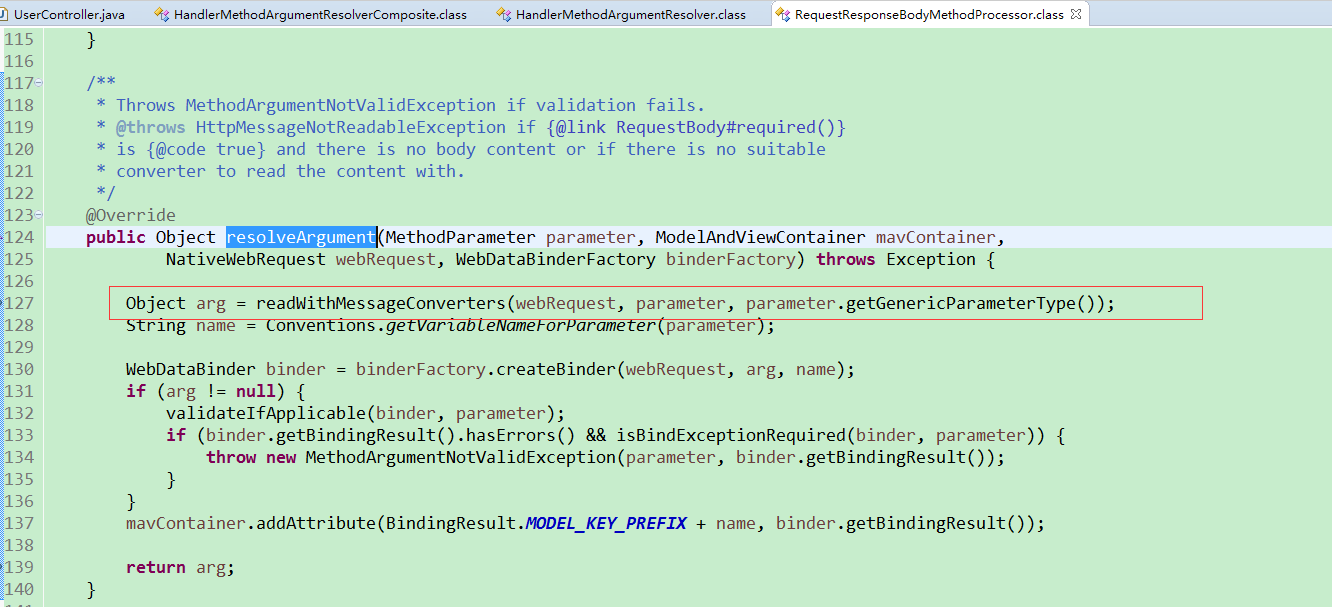 UserController.java HandlerMethodArgumentResolverComposite.class HandlerMethodArgumentResolver.class RequestResponseBodyMethodProcessor.class
115     }
116
117     /**
118      * Throws MethodArgumentNotValidException if validation fails.
119      * @throws HttpMessageNotReadableException if {@link RequestBody#required()}
120      * is {@code true} and there is no body content or if there is no suitable
121      * converter to read the content with.
122      */
123     @Override
124     public Object resolveArgument(MethodParameter parameter, ModelAndViewContainer mavContainer,
125             NativeWebRequest webRequest, WebDataBinderFactory binderFactory) throws Exception {
126
127         Object arg = readWithMessageConverters(webRequest, parameter, parameter.getGenericParameterType());
128         String name = Conventions.getVariableNameForParameter(parameter);
129
130         WebDataBinder binder = binderFactory.createBinder(webRequest, arg, name);
131         if (arg != null) {
132             validateIfApplicable(binder, parameter);
133             if (binder.getBindingResult().hasErrors() && isBindExceptionRequired(binder, parameter)) {
134                 throw new MethodArgumentNotValidException(parameter, binder.getBindingResult());
135             }
136         }
137         mavContainer.addAttribute(BindingResult.MODEL_KEY_PREFIX + name, binder.getBindingResult());
138
139         return arg;
140     }